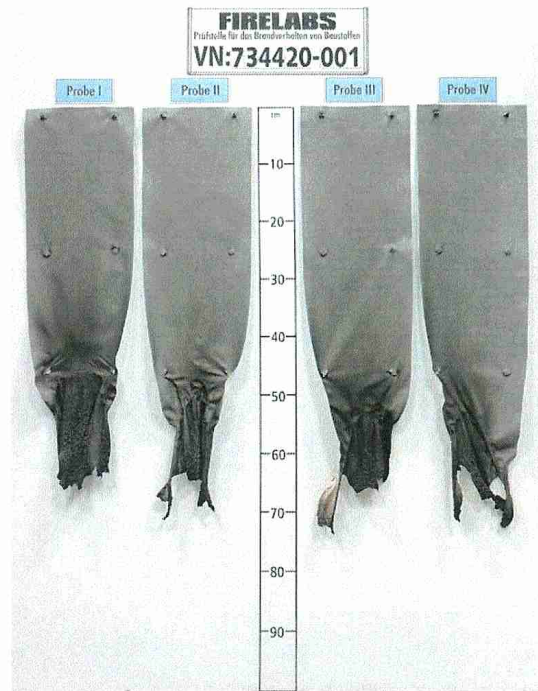 FIRELABS
Prüfstelle für das Brandverhalten von Baustoffen
VN:734420-001
Probe I
Probe II
Probe III
Probe IV
cm
10
20
30
40
50
60
70
80
90